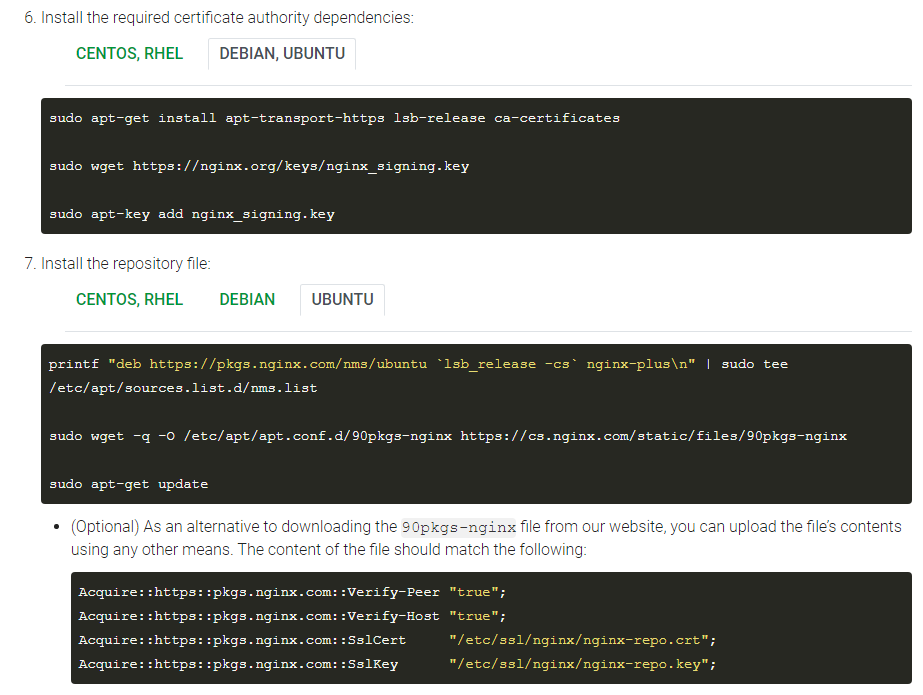 6. Install the required certificate authority dependencies:
CENTOS, RHEL DEBIAN, UBUNTU
sudo apt-get install apt-transport-https lsb-release ca-certificates
sudo wget https://nginx.org/keys/nginx_signing.key
sudo apt-key add nginx_signing.key
7. Install the repository file:
CENTOS, RHEL DEBIAN UBUNTU
printf "deb https://pkgs.nginx.com/nms/ubuntu `lsb_release -cs` nginx-plus\n" | sudo tee
/etc/apt/sources.list.d/nms.list
sudo wget -q -O /etc/apt/apt.conf.d/90pkgs-nginx https://cs.nginx.com/static/files/90pkgs-nginx
sudo apt-get update
• (Optional) As an alternative to downloading the 90pkgs-nginx file from our website, you can upload the file's contents
using any other means. The content of the file should match the following:
Acquire::https::pkgs.nginx.com::Verify-Peer "true";
Acquire::https::pkgs.nginx.com::Verify-Host "true";
Acquire::https::pkgs.nginx.com::SslCert "/etc/ssl/nginx/nginx-repo.crt";
Acquire::https::pkgs.nginx.com::SslKey "/etc/ssl/nginx/nginx-repo.key";